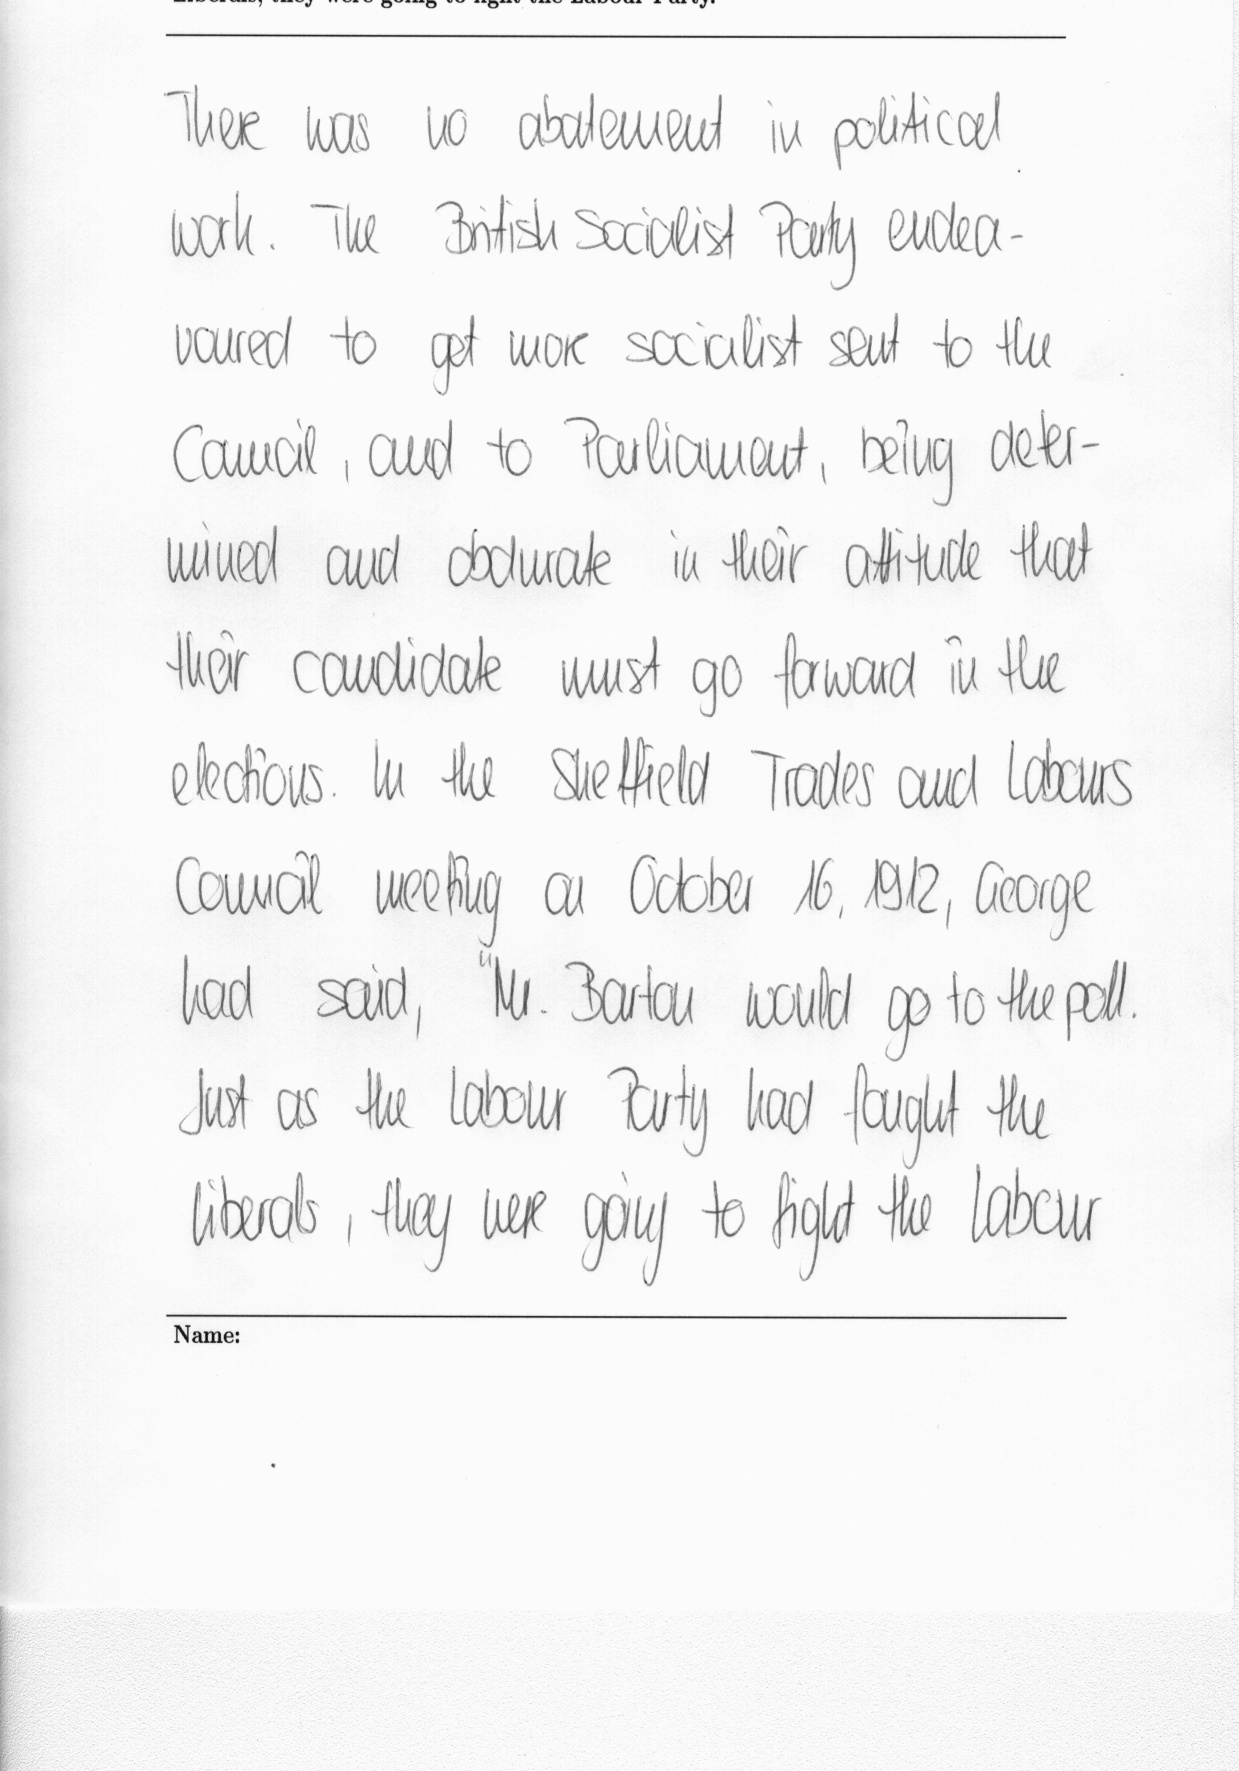 Liberals, they were going to fight the Labour Party.
There was no abatement in political
work. The British Socialist Party endea-
voured to get more socialist sent to the
Council, and to Parliament, being deter-
mined and obdurate in their attitude that
their candidate must go forward in the
elections. In the Sheffield Trades and Labours
Council meeting on October 16, 1912, George
had said, "Mr. Barton would go to the poll.
Just as the Labour Party had fought the
liberals, they were going to fight the Labour
Name: